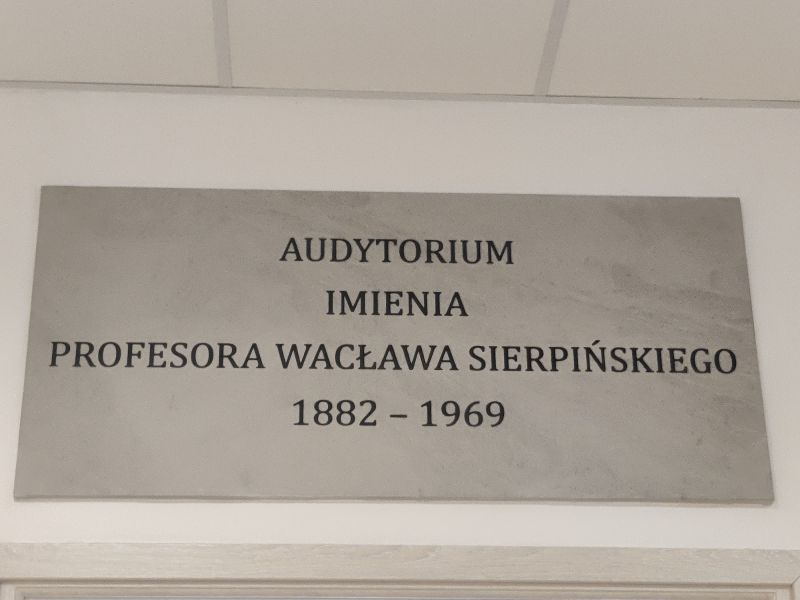 AUDYTORIUM
IMIENIA
PROFESORA WACŁAWA SIERPIŃSKIEGO
1882 – 1969